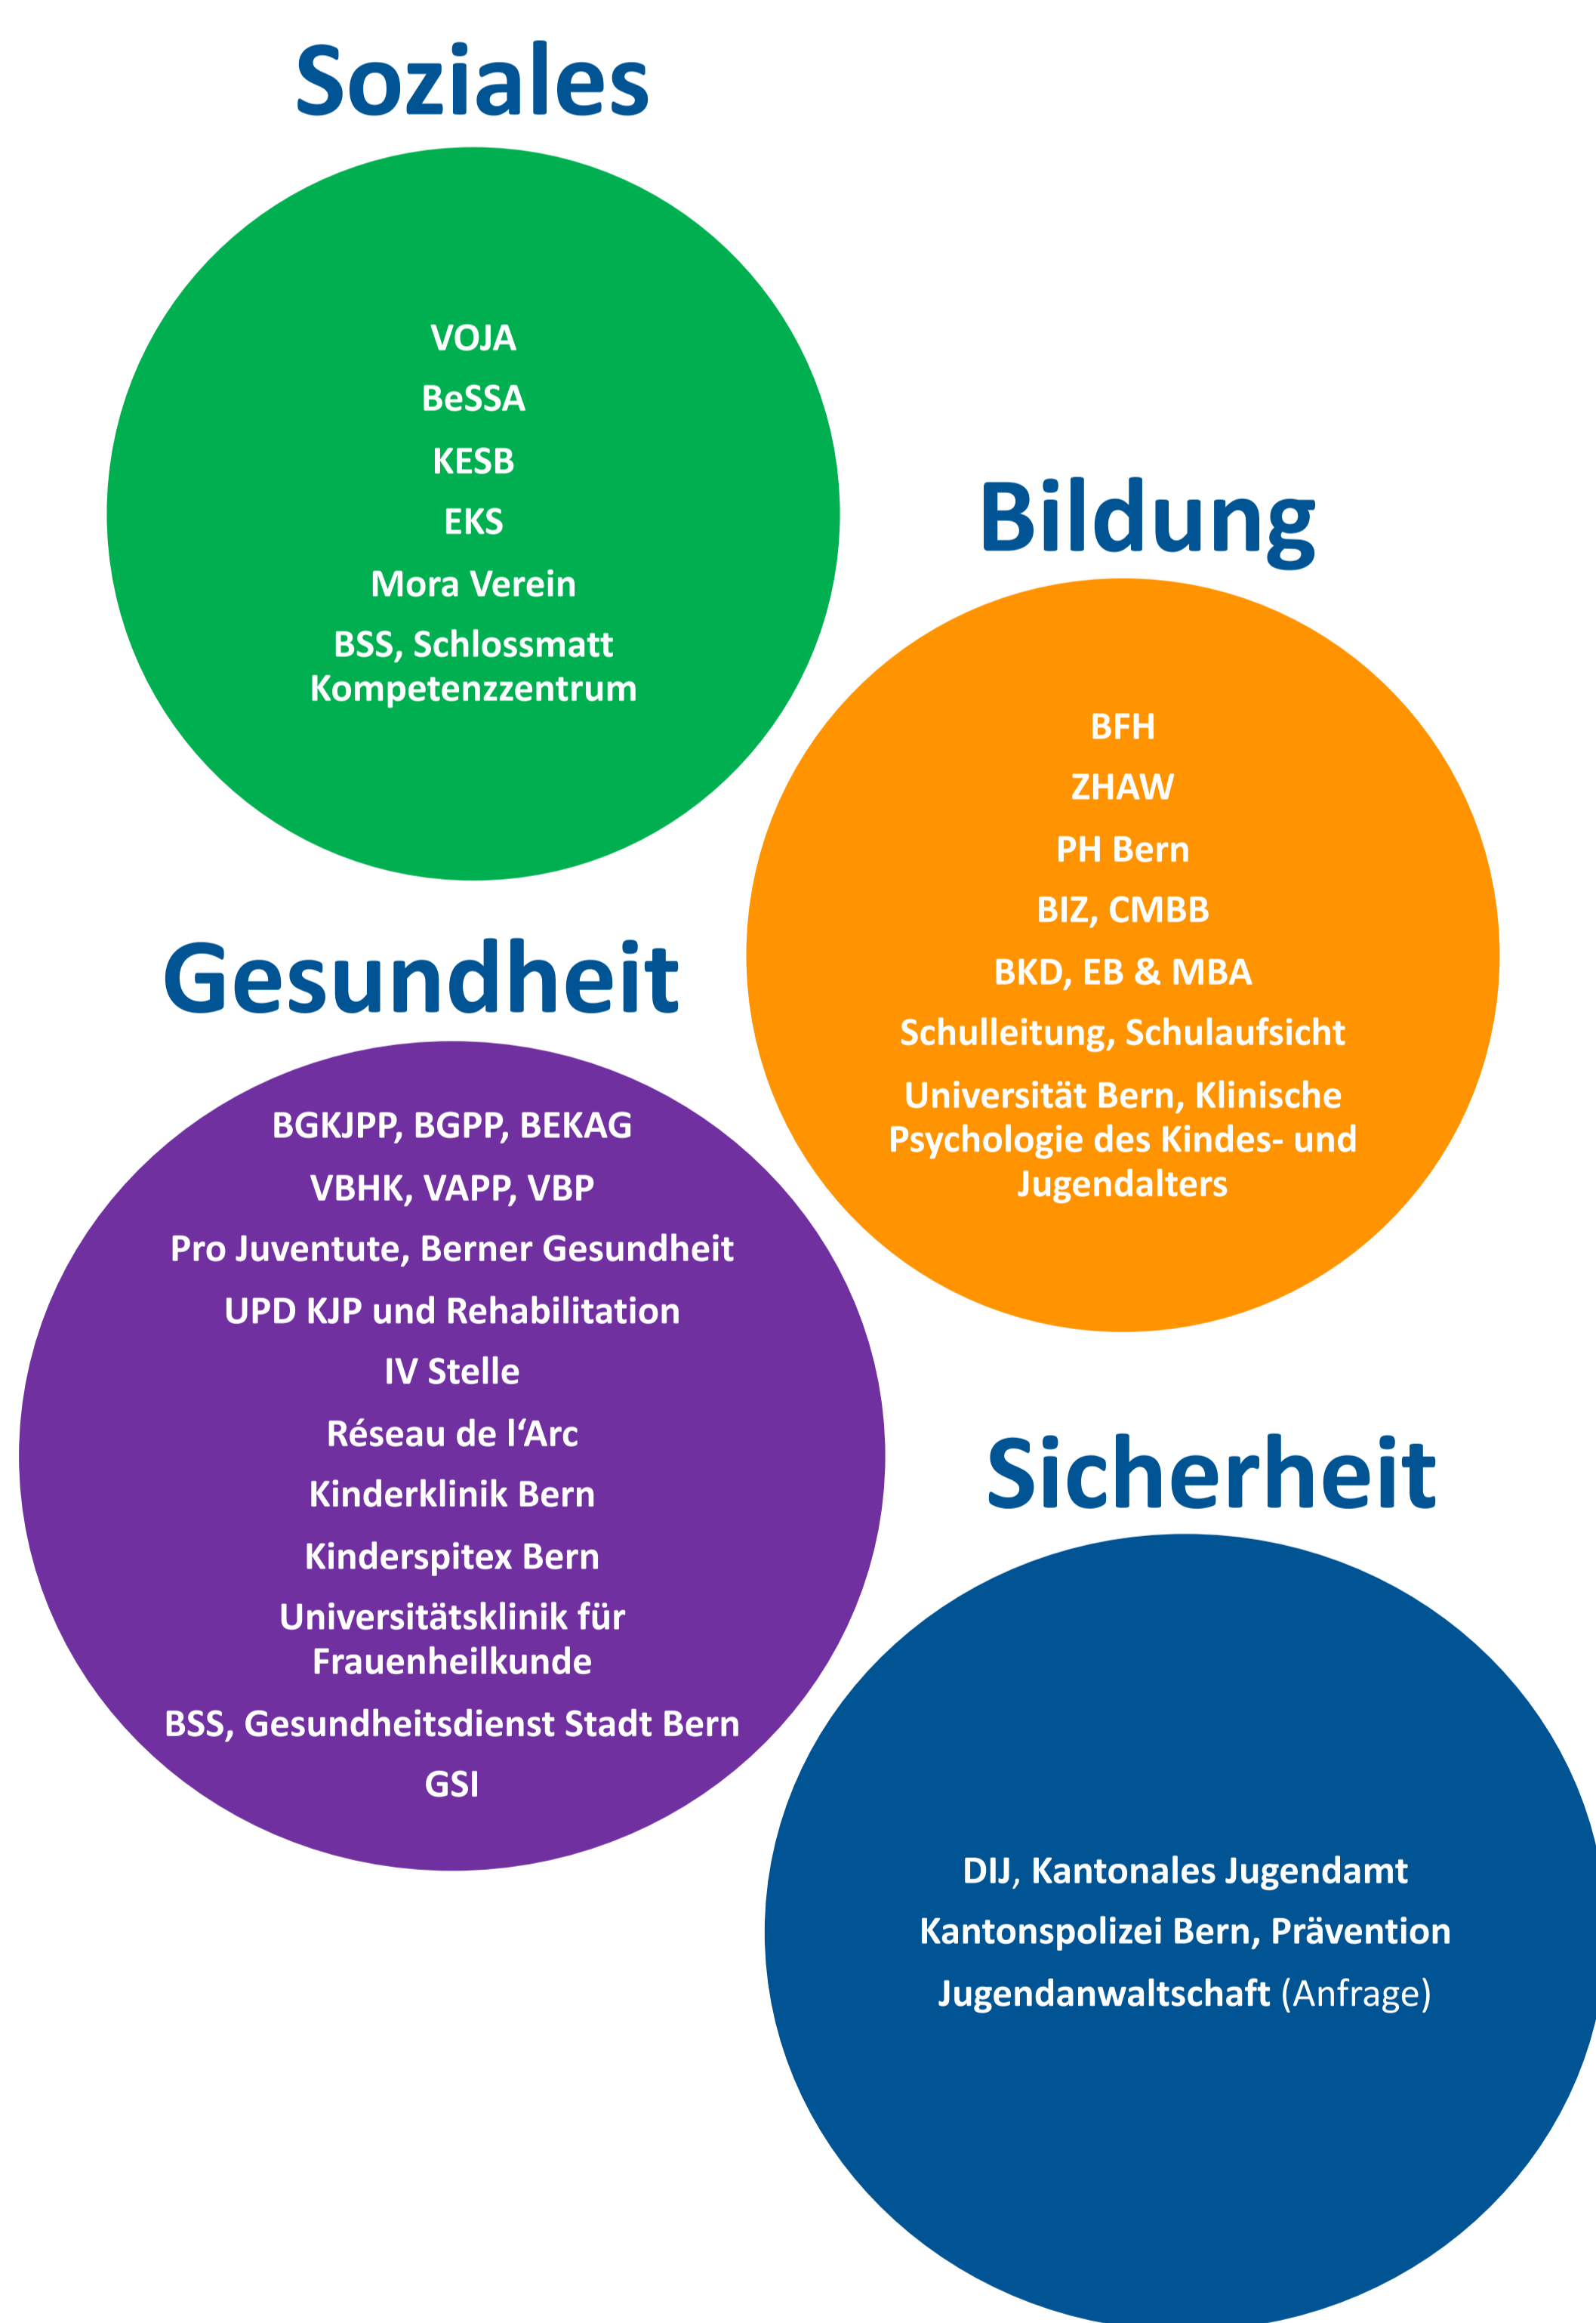 Soziales
VOJA
BeSSA
KESB
EKS
Mora Verein
BSS, Schlossmatt
Kompetenzzentrum
Bildung
BFH
ZHAW
PH Bern
BIZ, CMBB
BKD, EB & MBA
Schulleitung, Schulaufsicht
Universität Bern, Klinische
Psychologie des Kindes- und
Jugendalters
Gesundheit
BGKJPP, BGPP, BEKAG
VBHK, VAPP, VBP
Pro Juventute, Berner Gesundheit
UPD KJP und Rehabilitation
IV Stelle
Réseau de l‘Arc
Kinderklinik Bern
Kinderspitex Bern
Universitätsklinik für
Frauenheilkunde
BSS, Gesundheitsdienst Stadt Bern
GSI
Sicherheit
DIJ, Kantonales Jugendamt
Kantonspolizei Bern, Prävention
Jugendanwaltschaft (Anfrage)